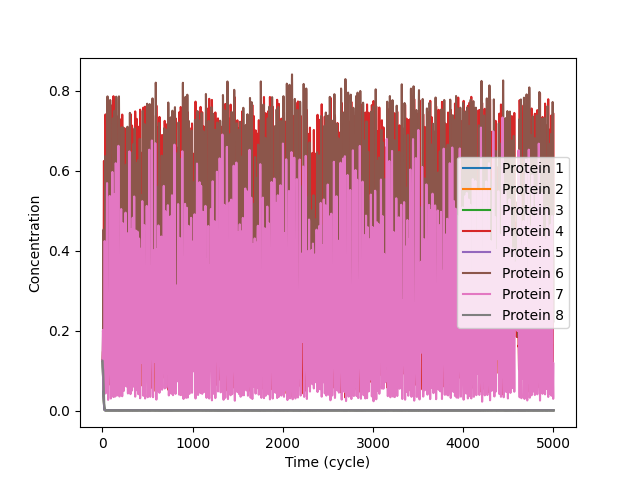 0.8
0.6
0.4
0.2
0.0
Concentration
Protein 1
Protein 2
Protein 3
Protein 4
Protein 5
Protein 6
Protein 7
Protein 8
0 1000 2000 3000 4000 5000
Time (cycle)